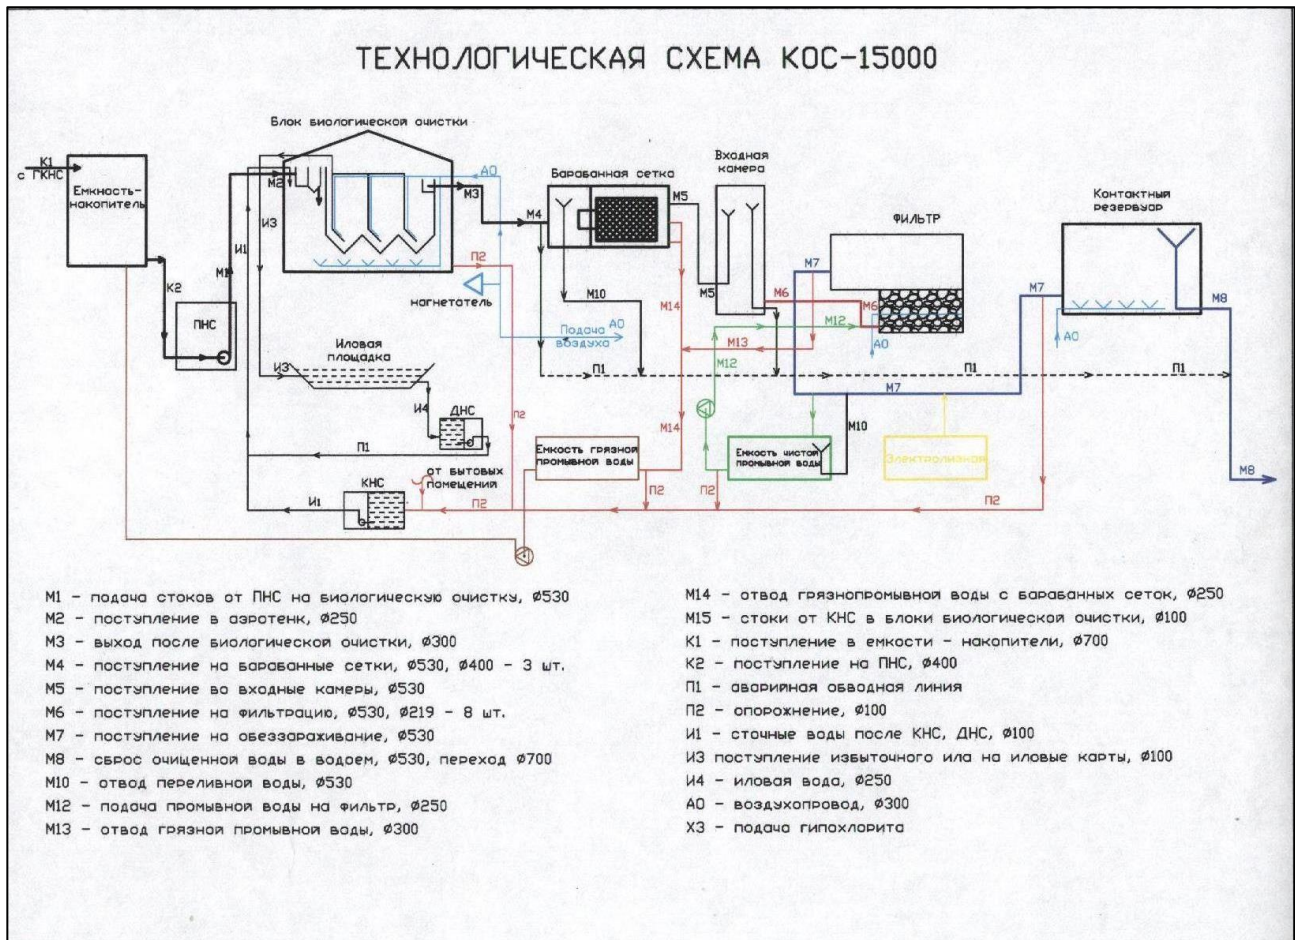 ТЕХНОЛОГИЧЕСКАЯ СХЕМА КОС-15000
Блок биологической очистки
К1
с ГКНС
Емкость-
накопитель
М2
АО
М3
Барабанная сетка
М4
М5
Входная
камера
ФИЛЬТР
Контактный
резервуар
И3
И1
М1
К2
П2
нагнетатель
М10
М14
М5
М7
М6
М6
М7
М8
ПНС
Подача
воздуха
АО
М12
М13
М12
АО
АО
Иловая
площадка
И3
П1
П1
П1
И4
ДНС
П2
М7
М14
М10
П1
Емкость грязной
промывной воды
Емкость чистой
промывной воды
Электролизная
от бытовых
помещений
М8
КНС
И1
П2
П2
П2
П2
М1 - подача стоков от ПНС на биологическую очистку, Ø530
М2 - поступление в аэротенк, Ø250
М3 - выход после биологической очистки, Ø300
М4 - поступление на барабанные сетки, Ø530, Ø400 - 3 шт.
М5 - поступление во входные камеры, Ø530
М6 - поступление на фильтрацию, Ø530, Ø219 - 8 шт.
М7 - поступление на обеззараживание, Ø530
М8 - сброс очищенной воды в водоем, Ø530, переход Ø700
М10 - отвод переливной воды, Ø530
М12 - подача промывной воды на фильтр, Ø250
М13 - отвод грязной промывной воды, Ø300
М14 - отвод грязнопромывной воды с барабанных сеток, Ø250
М15 - стоки от КНС в блоки биологической очистки, Ø100
К1 - поступление в емкости - накопители, Ø700
К2 - поступление на ПНС, Ø400
П1 - аварийная обводная линия
П2 - опорожнение, Ø100
И1 - сточные воды после КНС, ДНС, Ø100
И3 поступление избыточного ила на иловые карты, Ø100
И4 - иловая вода, Ø250
АО - воздухопровод, Ø300
Х3 - подача гипохлорита